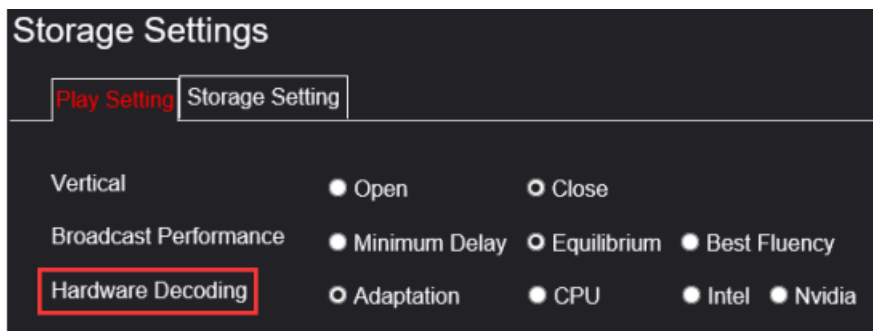 Storage Settings
Play Setting Storage Setting
Vertical Open Close
Broadcast Performance Minimum Delay Equilibrium Best Fluency
Hardware Decoding Adaptation CPU Intel Nvidia